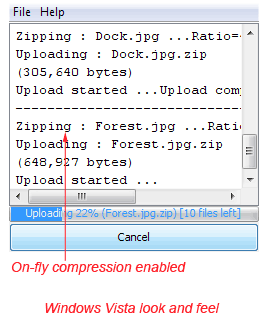 File Help
Zipping : Dock.jpg ...Ratio=
Uploading : Dock.jpg.zip
(305,640 bytes)
Upload started ...Upload com
----------------------------
Zipping : Forest.jpg ...Rati
Uploading : Forest.jpg.zip
(648,927 bytes)
Upload started ...
Uploading 22% (Forest.jpg.zip) [10 files left]
Cancel
On-fly compression enabled
Windows Vista look and feel